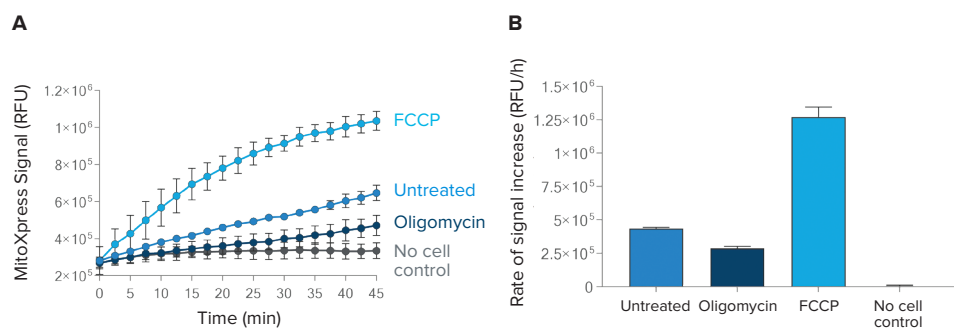 A
MitoXpress Signal (RFU)
1.2×10⁶
1×10⁶
8×10⁵
6×10⁵
4×10⁵
2×10⁵
0
5
10
15
20
25
30
35
40
45
Time (min)
FCCP
Untreated
Oligomycin
No cell
control
B
Rate of signal increase (RFU/h)
1.5×10⁶
1.25×10⁶
1×10⁶
7.5×10⁵
5×10⁵
2.5×10⁵
0
Untreated
Oligomycin
FCCP
No cell
control